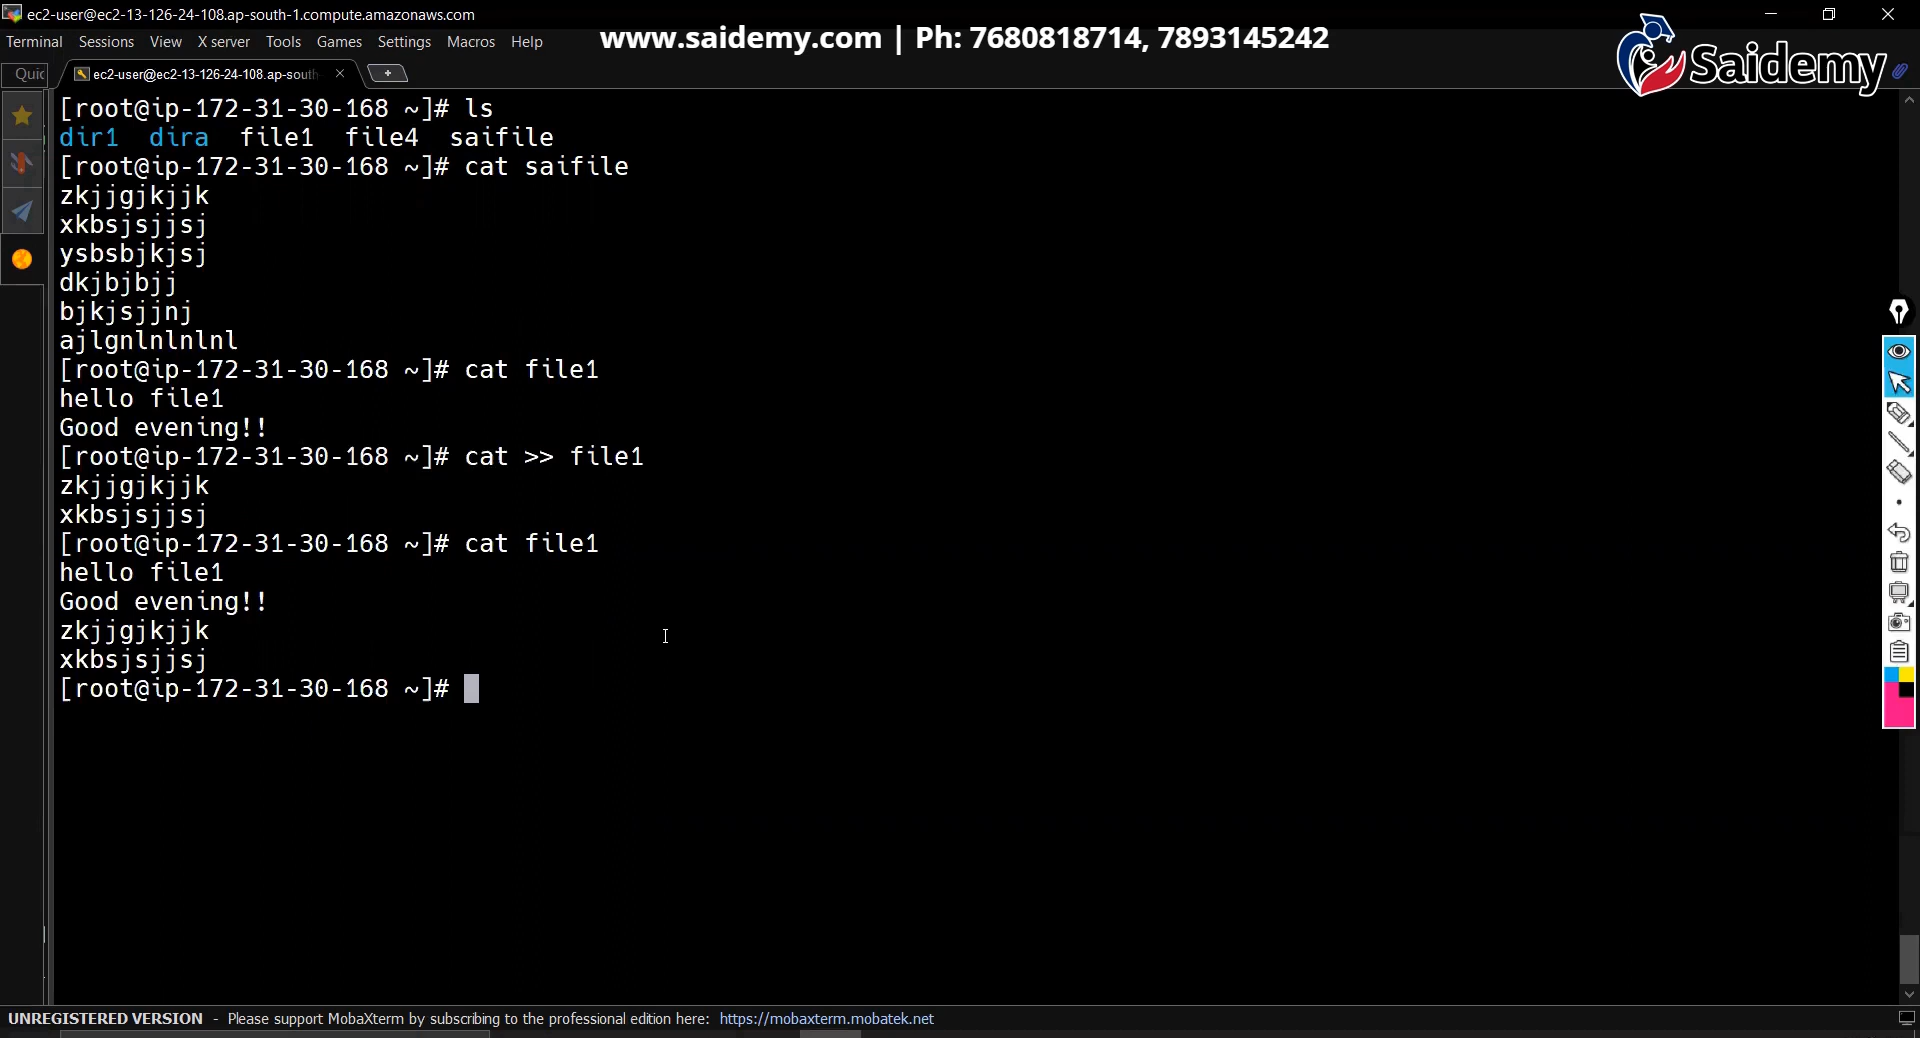 ec2-user@ec2-13-126-24-108.ap-south-1.compute.amazonaws.com
Terminal Sessions View X server Tools Games Settings Macros Help
www.saidemy.com | Ph: 7680818714, 7893145242
Saidemy
Quic
ec2-user@ec2-13-126-24-108.ap-south-
[root@ip-172-31-30-168 ~]# ls
dir1 dira file1 file4 saifile
[root@ip-172-31-30-168 ~]# cat saifile
zkjjgjkjjk
xkbsjsjjsj
ysbsbjkjsj
dkjbjbjj
bjkjsjjnj
ajlgnlnlnlnl
[root@ip-172-31-30-168 ~]# cat file1
hello file1
Good evening!!
[root@ip-172-31-30-168 ~]# cat >> file1
zkjjgjkjjk
xkbsjsjjsj
[root@ip-172-31-30-168 ~]# cat file1
hello file1
Good evening!!
zkjjgjkjjk
xkbsjsjjsj
[root@ip-172-31-30-168 ~]#
UNREGISTERED VERSION - Please support MobaXterm by subscribing to the professional edition here: https://mobaxterm.mobatek.net